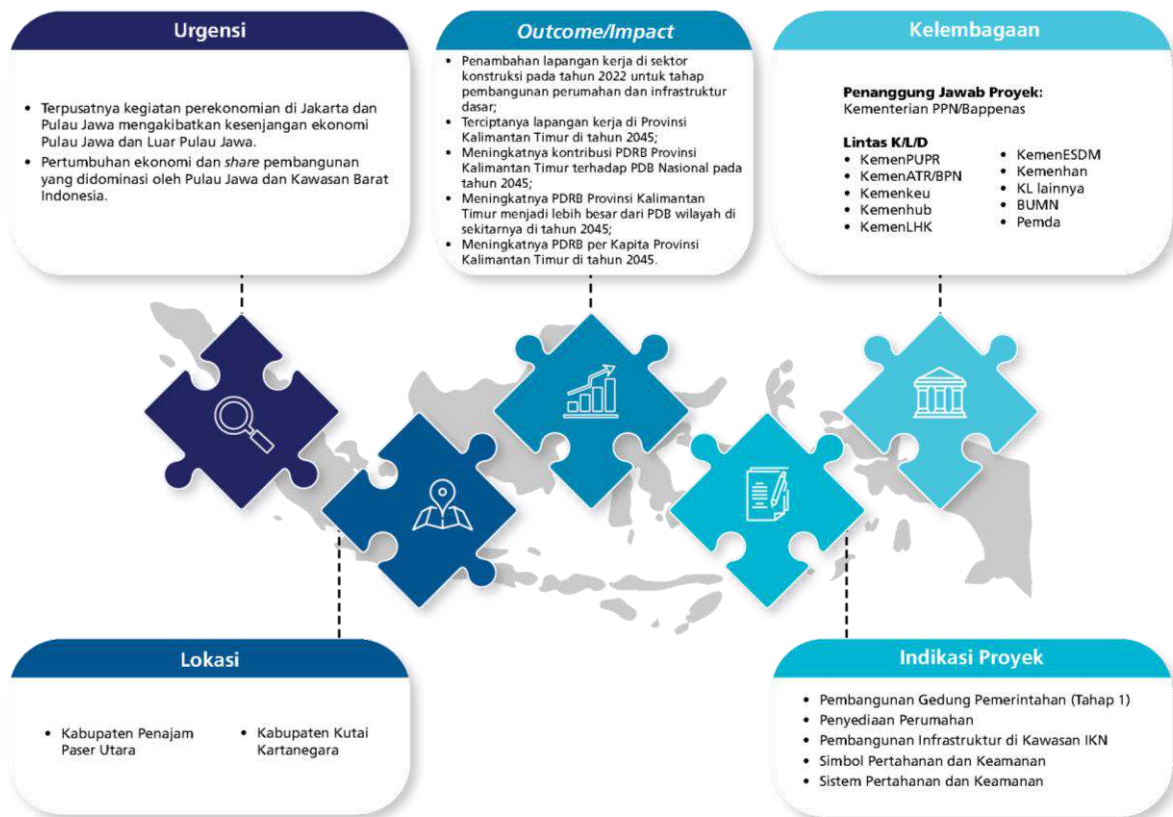 Urgensi
• Terpusatnya kegiatan perekonomian di Jakarta dan
Pulau Jawa mengakibatkan kesenjangan ekonomi
Pulau Jawa dan Luar Pulau Jawa.
• Pertumbuhan ekonomi dan share pembangunan
yang didominasi oleh Pulau Jawa dan Kawasan Barat
Indonesia.
Outcome/Impact
• Penambahan lapangan kerja di sektor
konstruksi pada tahun 2022 untuk tahap
pembangunan perumahan dan infrastruktur
dasar;
• Terciptanya lapangan kerja di Provinsi
Kalimantan Timur di tahun 2045;
• Meningkatnya kontribusi PDRB Provinsi
Kalimantan Timur terhadap PDB Nasional pada
tahun 2045;
• Meningkatnya PDRB Provinsi Kalimantan
Timur menjadi lebih besar dari PDB wilayah di
sekitarnya di tahun 2045;
• Meningkatnya PDRB per Kapita Provinsi
Kalimantan Timur di tahun 2045.
Kelembagaan
Penanggung Jawab Proyek:
Kementerian PPN/Bappenas
Lintas K/L/D
• KemenPUPR
• KemenATR/BPN
• Kemenkeu
• Kemenhub
• KemenLHK
• KemenESDM
• Kemenhan
• KL lainnya
• BUMN
• Pemda
Lokasi
• Kabupaten Penajam
Paser Utara
• Kabupaten Kutai
Kartanegara
Indikasi Proyek
• Pembangunan Gedung Pemerintahan (Tahap 1)
• Penyediaan Perumahan
• Pembangunan Infrastruktur di Kawasan IKN
• Simbol Pertahanan dan Keamanan
• Sistem Pertahanan dan Keamanan